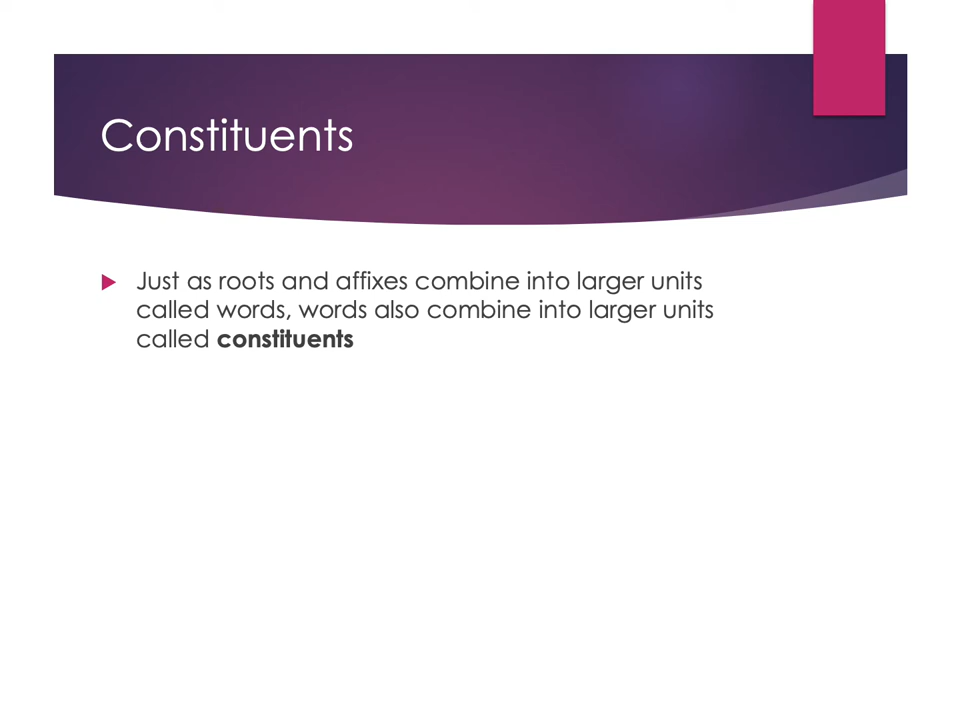 Constituents
Just as roots and affixes combine into larger units
called words, words also combine into larger units
called constituents